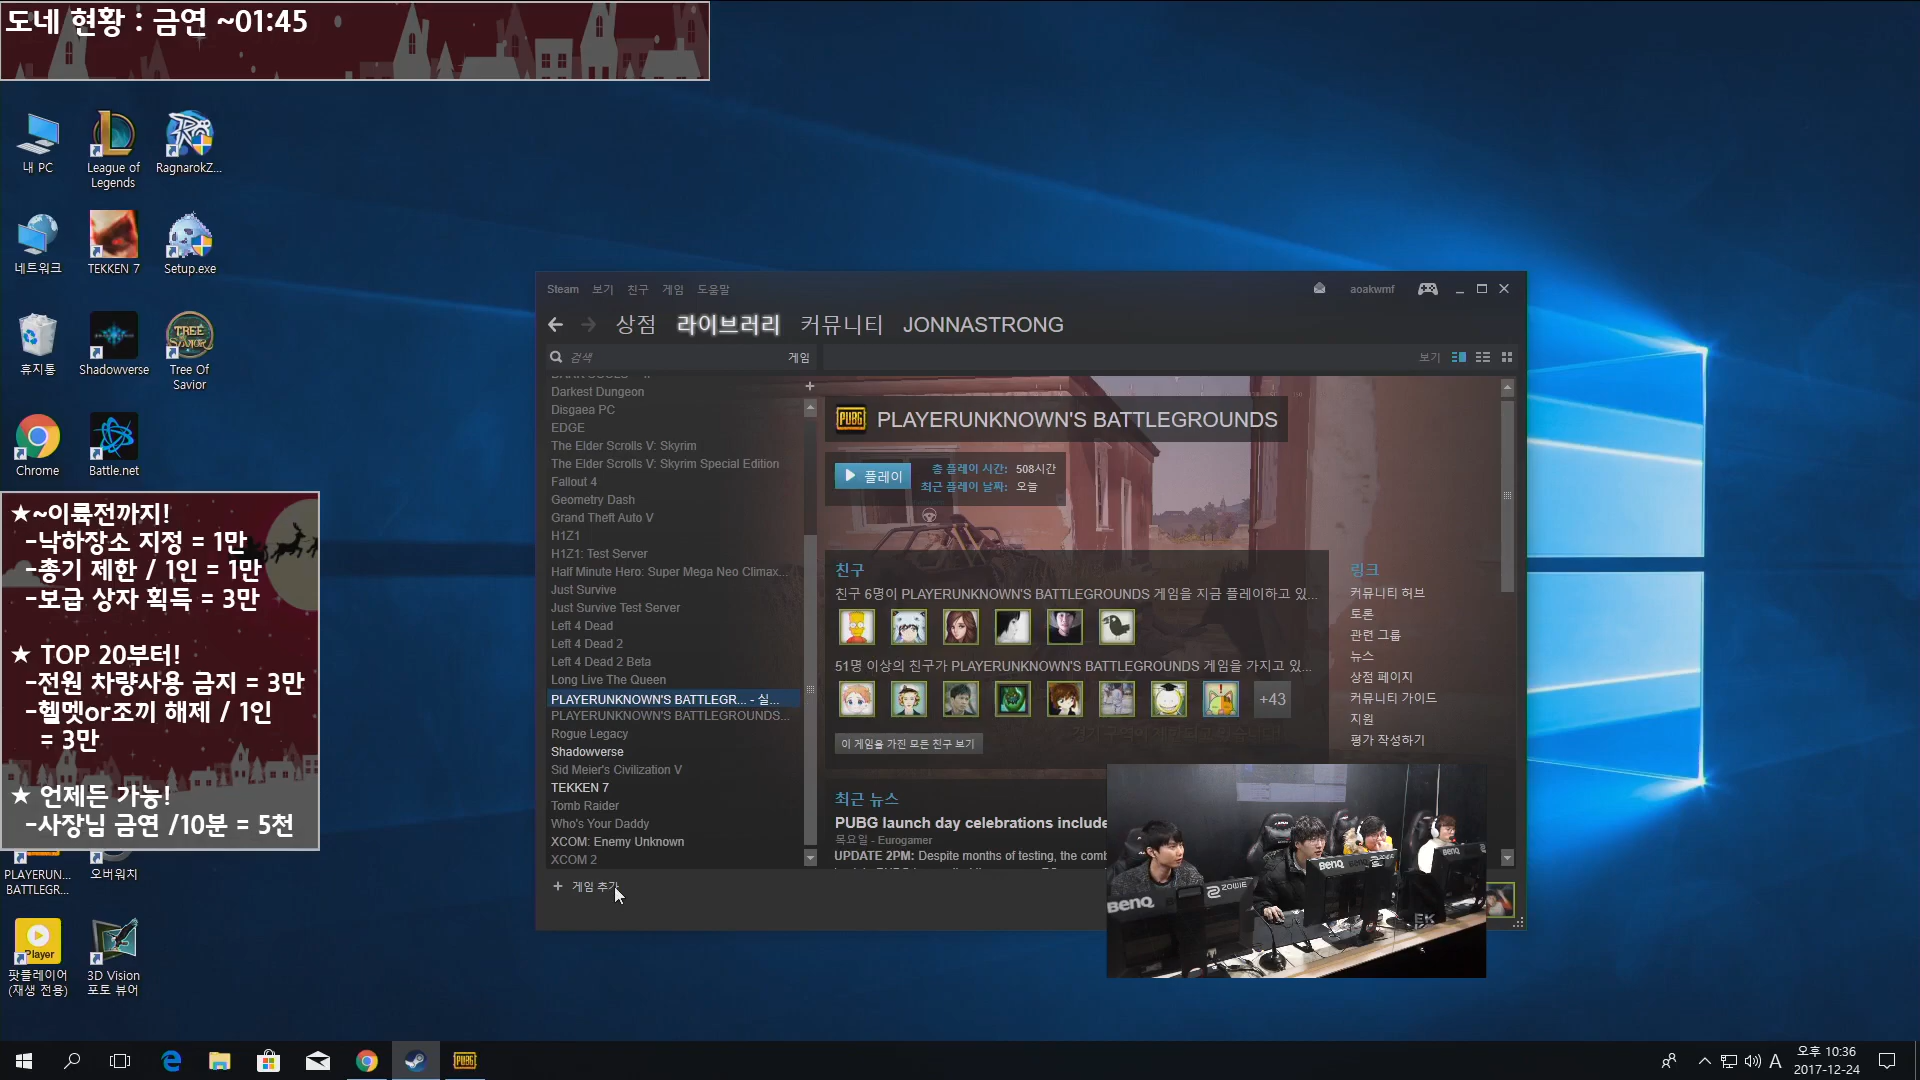 도네 현황 : 금연 ~01:45
내 PC
League of Legends
RagnarokZ...
네트워크
TEKKEN 7
Setup.exe
휴지통
Shadowverse
Tree Of Savior
Chrome
Battle.net
★~이륙전까지!
-낙하장소 지정 = 1만
-총기 제한 / 1인 = 1만
-보급 상자 획득 = 3만
★ TOP 20부터!
-전원 차량사용 금지 = 3만
-헬멧or조끼 해제 / 1인
= 3만
★ 언제든 가능!
-사장님 금연 /10분 = 5천
PLAYERUN...
BATTLEGR...
오버워치
Player
팟플레이어
(재생 전용)
3D Vision
포토 뷰어
Steam 보기 친구 게임 도움말
aoakwmf
상점 라이브러리 커뮤니티 JONNASTRONG
검색 게임
보기
Darkest Dungeon
Disgaea PC
EDGE
The Elder Scrolls V: Skyrim
The Elder Scrolls V: Skyrim Special Edition
Fallout 4
Geometry Dash
Grand Theft Auto V
H1Z1
H1Z1: Test Server
Half Minute Hero: Super Mega Neo Climax...
Just Survive
Just Survive Test Server
Left 4 Dead
Left 4 Dead 2
Left 4 Dead 2 Beta
Long Live The Queen
PLAYERUNKNOWN'S BATTLEGR... - 실...
PLAYERUNKNOWN'S BATTLEGROUNDS...
Rogue Legacy
Shadowverse
Sid Meier's Civilization V
TEKKEN 7
Tomb Raider
Who's Your Daddy
XCOM: Enemy Unknown
XCOM 2
+ 게임 추가
PUBG
PLAYERUNKNOWN'S BATTLEGROUNDS
플레이
총 플레이 시간: 508시간
최근 플레이 날짜: 오늘
친구
친구 6명이 PLAYERUNKNOWN'S BATTLEGROUNDS 게임을 지금 플레이하고 있...
51명 이상의 친구가 PLAYERUNKNOWN'S BATTLEGROUNDS 게임을 가지고 있...
+43
이 게임을 가진 모든 친구 보기
링크
커뮤니티 허브
토론
관련 그룹
뉴스
상점 페이지
커뮤니티 가이드
지원
평가 작성하기
최근 뉴스
PUBG launch day celebrations include
목요일 - Eurogamer
UPDATE 2PM: Despite months of testing, the comb
BenQ
ZOWIE
BenQ
BenQ
PUBG
A
오후 10:36
2017-12-24